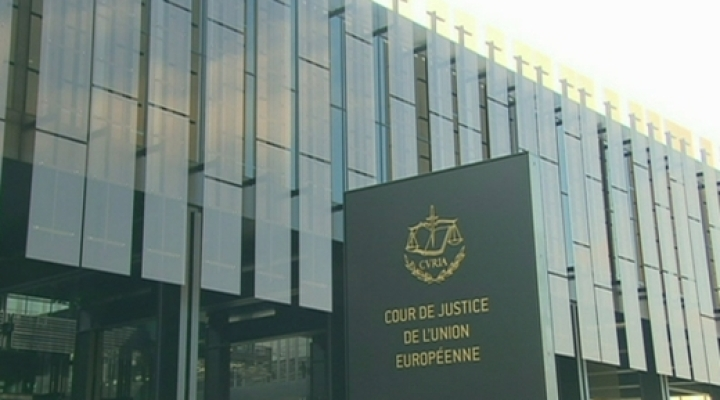 CVRIA
COUR DE JUSTICE
DE L'UNION
EUROPÉENNE